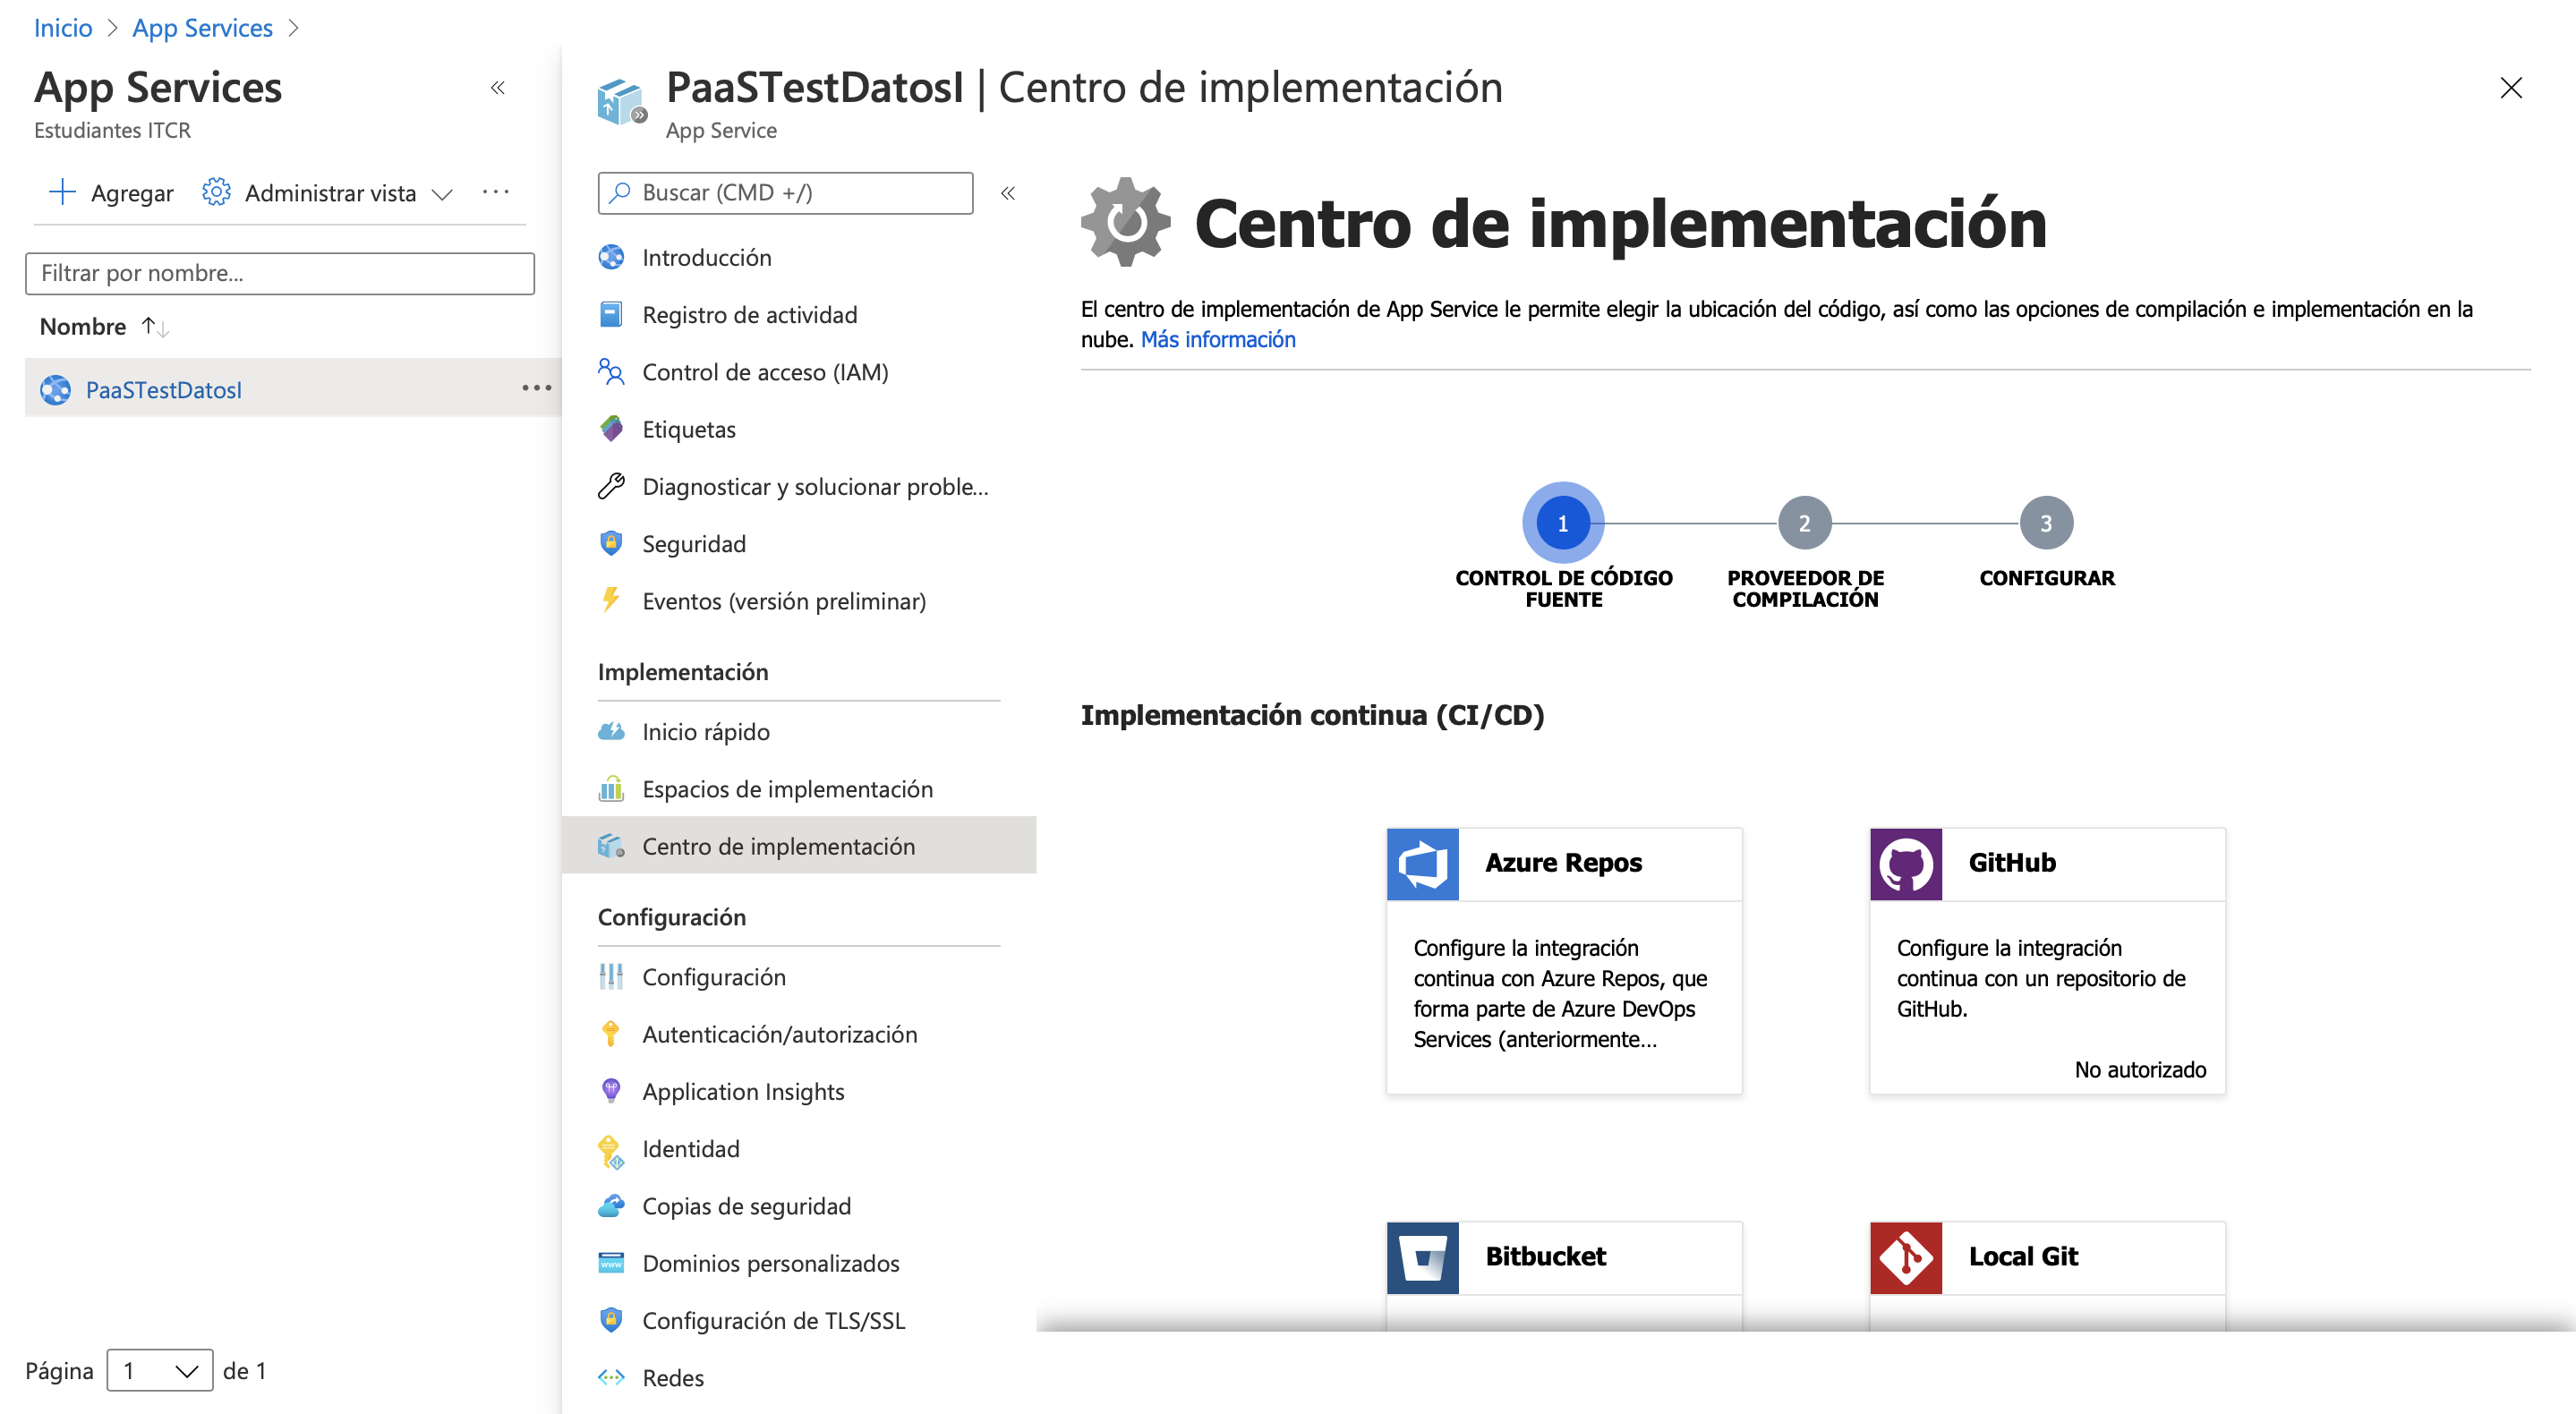 Inicio > App Services >
App Services
Estudiantes ITCR
Agregar Administrar vista ...
Filtrar por nombre...
Nombre ↑↓
PaaSTestDatosI ...
Página 1 de 1
PaaSTestDatosI | Centro de implementación
App Service
Buscar (CMD +/)
Introducción
Registro de actividad
Control de acceso (IAM)
Etiquetas
Diagnosticar y solucionar proble...
Seguridad
Eventos (versión preliminar)
Implementación
Inicio rápido
Espacios de implementación
Centro de implementación
Configuración
Configuración
Autenticación/autorización
Application Insights
Identidad
Copias de seguridad
Dominios personalizados
Configuración de TLS/SSL
Redes
Centro de implementación
El centro de implementación de App Service le permite elegir la ubicación del código, así como las opciones de compilación e implementación en la
nube. Más información
1 2 3
CONTROL DE CÓDIGO
FUENTE
PROVEEDOR DE
COMPILACIÓN
CONFIGURAR
Implementación continua (CI/CD)
Azure Repos
Configure la integración
continua con Azure Repos, que
forma parte de Azure DevOps
Services (anteriormente...
GitHub
Configure la integración
continua con un repositorio de
GitHub.
No autorizado
Bitbucket
Local Git